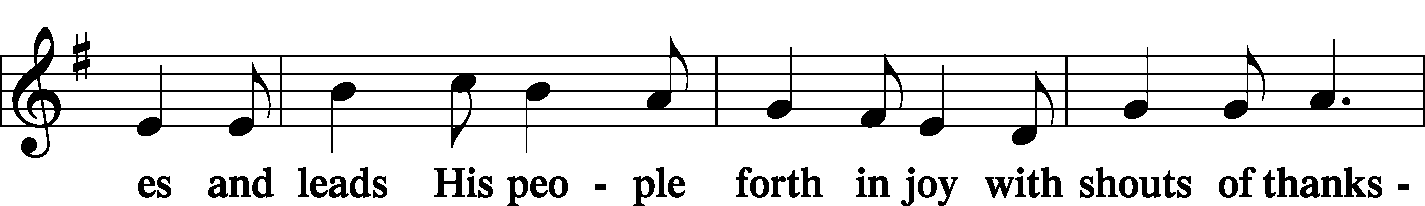 es and leads His peo - ple forth in joy with shouts of thanks -